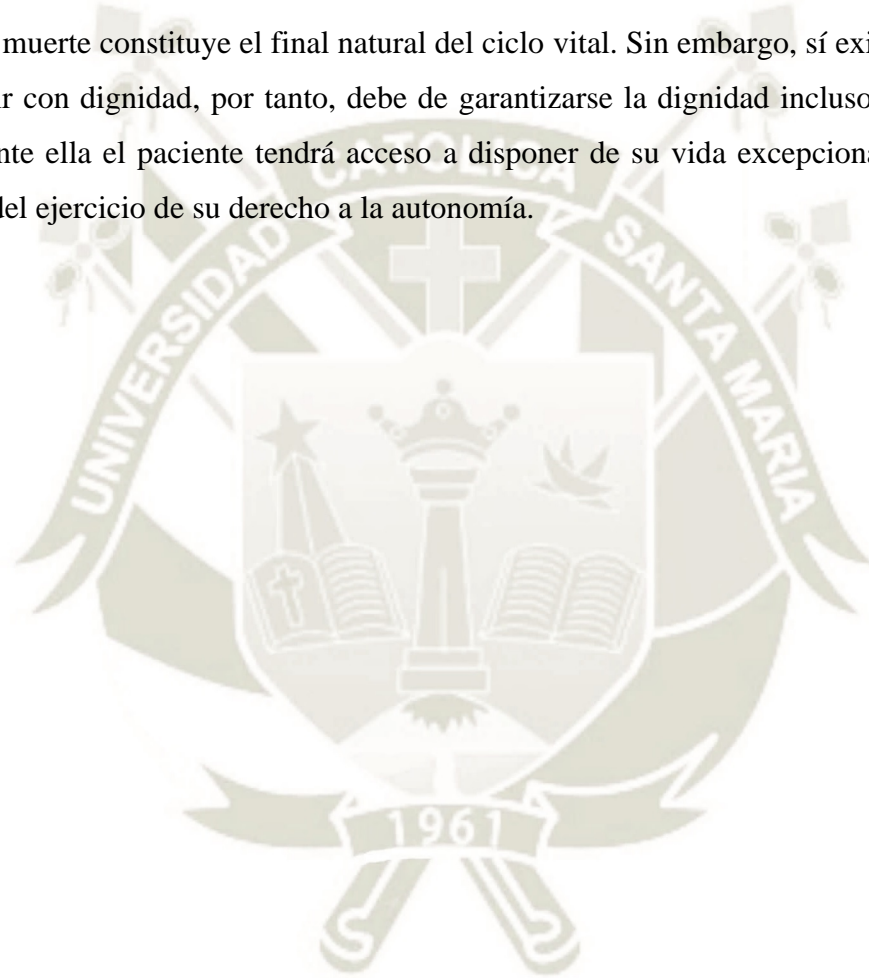 muerte constituye el final natural del ciclo vital. Sin embargo, sí exi
ir con dignidad, por tanto, debe de garantizarse la dignidad incluso
nte ella el paciente tendrá acceso a disponer de su vida excepciona
del ejercicio de su derecho a la autonomía.
UNIVERSIDAD CATOLICA SANTA MARIA
1961